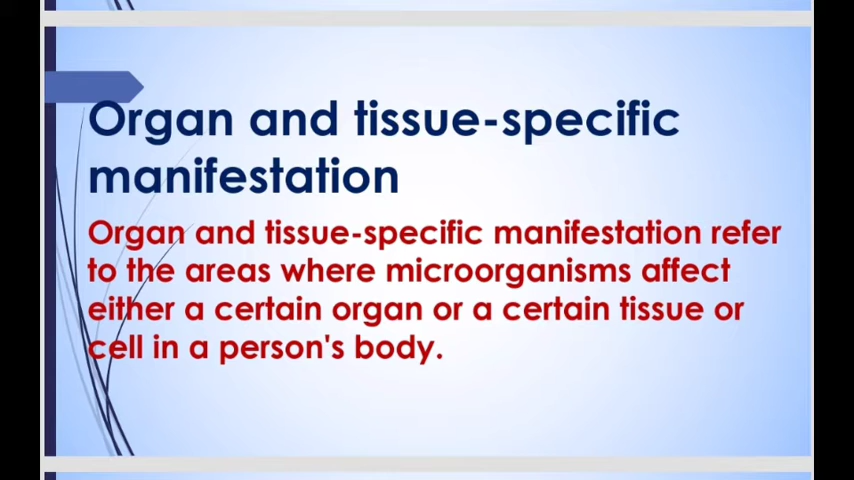 Organ and tissue-specific
manifestation
Organ and tissue-specific manifestation refer
to the areas where microorganisms affect
either a certain organ or a certain tissue or
cell in a person's body.